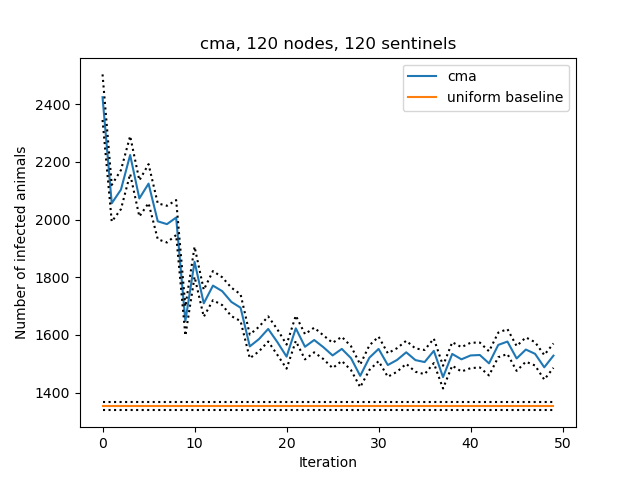 cma, 120 nodes, 120 sentinels
cma
uniform baseline
Number of infected animals
2400
2200
2000
1800
1600
1400
0 10 20 30 40 50
Iteration